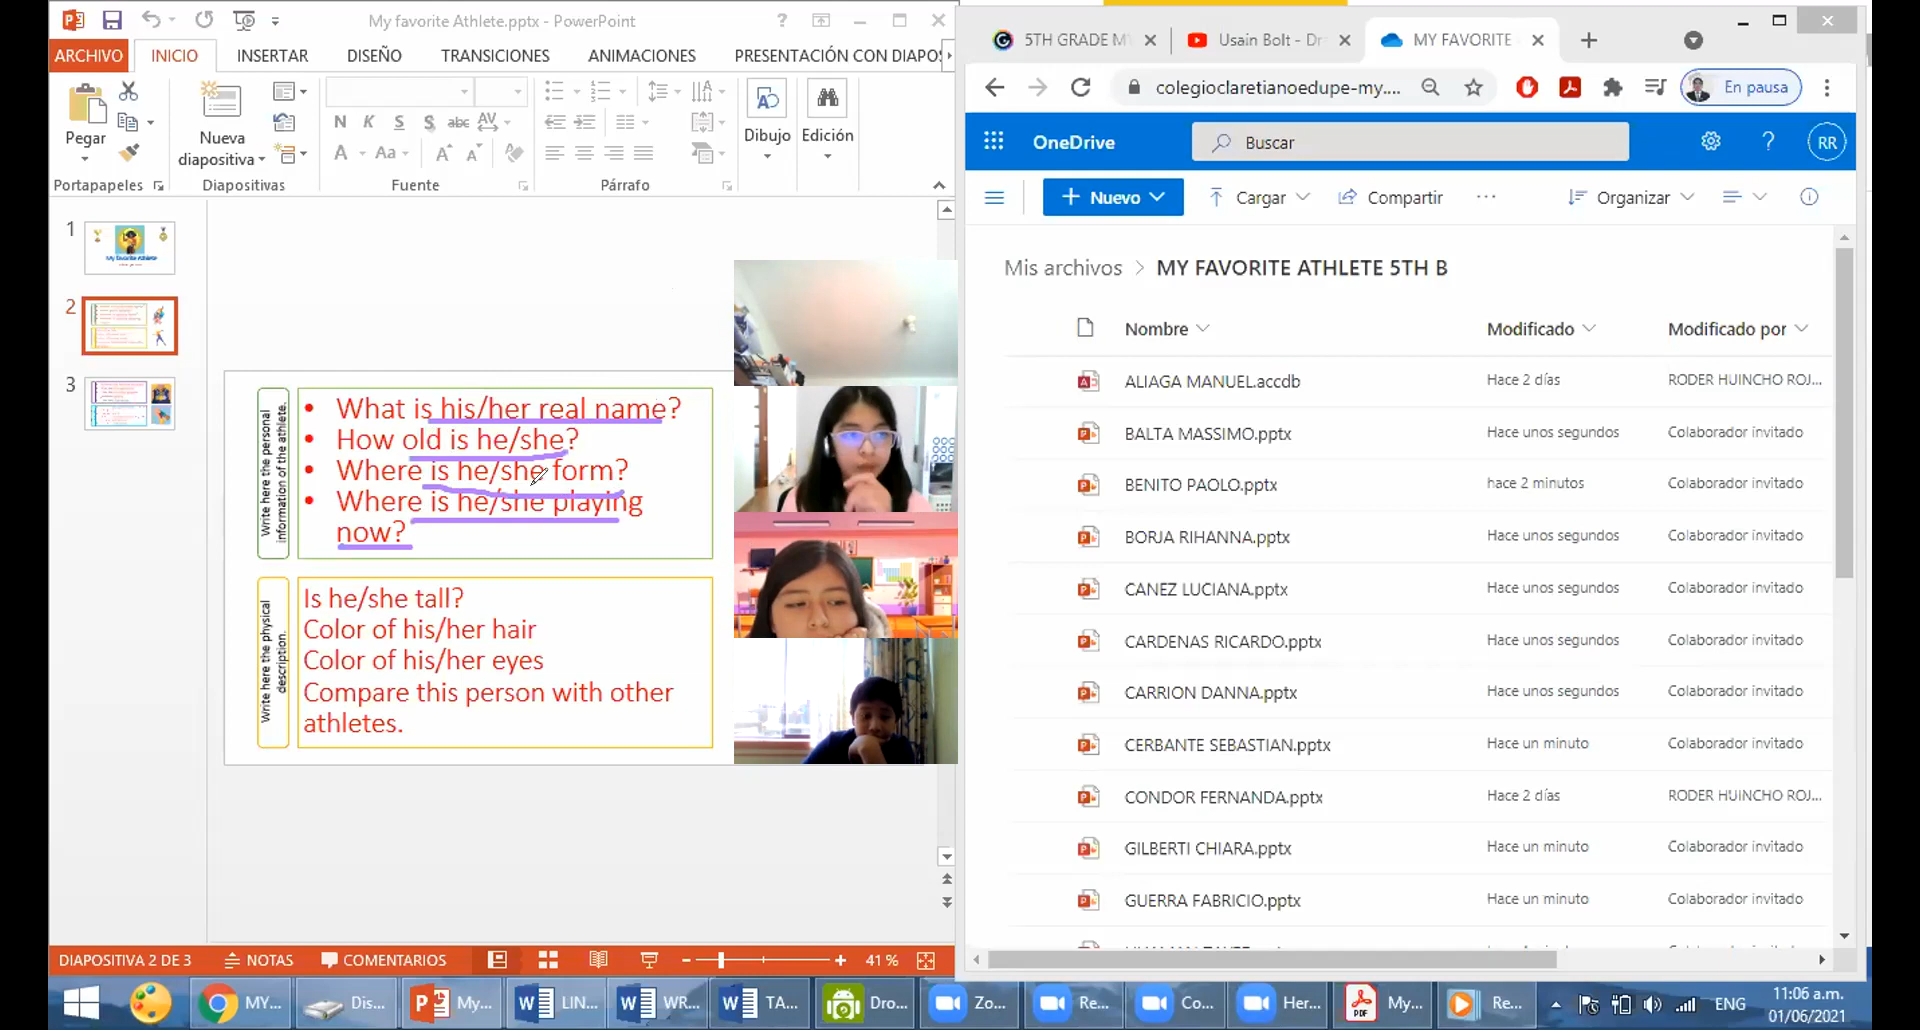 My favorite Athlete.pptx - PowerPoint
ARCHIVO INICIO INSERTAR DISEÑO TRANSICIONES ANIMACIONES PRESENTACIÓN CON DIAPOS
Pegar
Nueva
diapositiva
Dibujo
Edición
N K S S abc AV
A Aa A A
Portapapeles Diapositivas Fuente Párrafo
1
My favorite Athlete
2
3
Write here the personal
information of the athlete.
• What is his/her real name?
• How old is he/she?
• Where is he/she form?
• Where is he/she playing
now?
Write here the physical
description.
Is he/she tall?
Color of his/her hair
Color of his/her eyes
Compare this person with other
athletes.
DIAPOSITIVA 2 DE 3 NOTAS COMENTARIOS 41 %
5TH GRADE MY
Usain Bolt - Dr
MY FAVORITE
colegioclaretianoedupe-my....
En pausa
OneDrive
Buscar
RR
Nuevo Cargar Compartir ... Organizar
Mis archivos > MY FAVORITE ATHLETE 5TH B
Nombre Modificado Modificado por
ALIAGA MANUEL.accdb Hace 2 días RODER HUINCHO ROJ...
BALTA MASSIMO.pptx Hace unos segundos Colaborador invitado
BENITO PAOLO.pptx hace 2 minutos Colaborador invitado
BORJA RIHANNA.pptx Hace unos segundos Colaborador invitado
CANEZ LUCIANA.pptx Hace unos segundos Colaborador invitado
CARDENAS RICARDO.pptx Hace unos segundos Colaborador invitado
CARRION DANNA.pptx Hace unos segundos Colaborador invitado
CERBANTE SEBASTIAN.pptx Hace un minuto Colaborador invitado
CONDOR FERNANDA.pptx Hace 2 días RODER HUINCHO ROJ...
GILBERTI CHIARA.pptx Hace un minuto Colaborador invitado
GUERRA FABRICIO.pptx Hace un minuto Colaborador invitado
MY... Dis... My... LIN... WR... TA... Dro... Zo... Re... Co... Her... My... Re... ENG
11:06 a.m.
01/06/2021